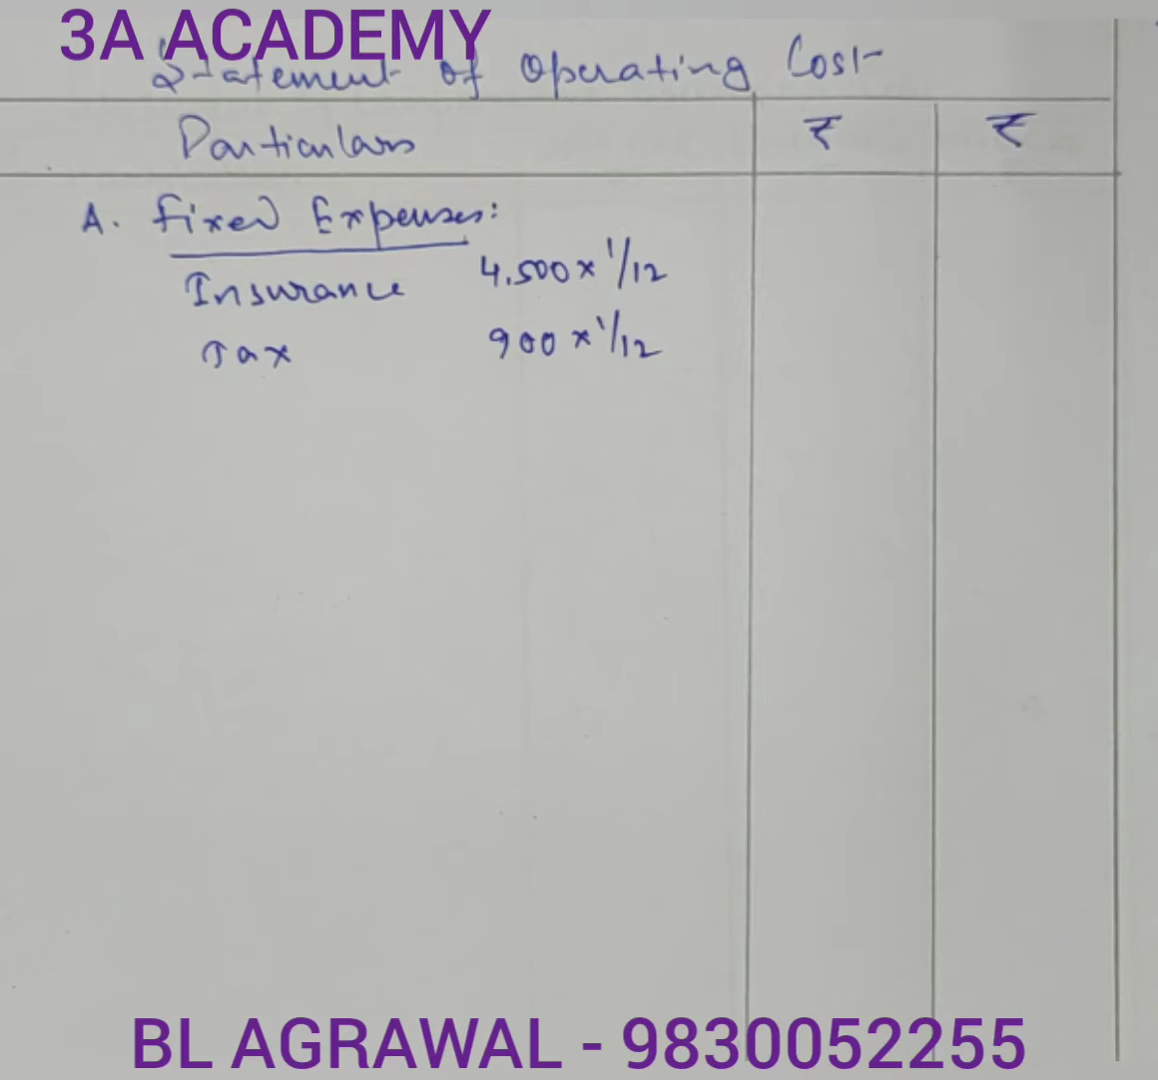 3A ACADEMY
Statement of Operating Cost
Particulars ₹ ₹
A. Fixed Expenses:
Insurance 4,500 x 1/12
Tax 900 x 1/12
BL AGRAWAL - 9830052255